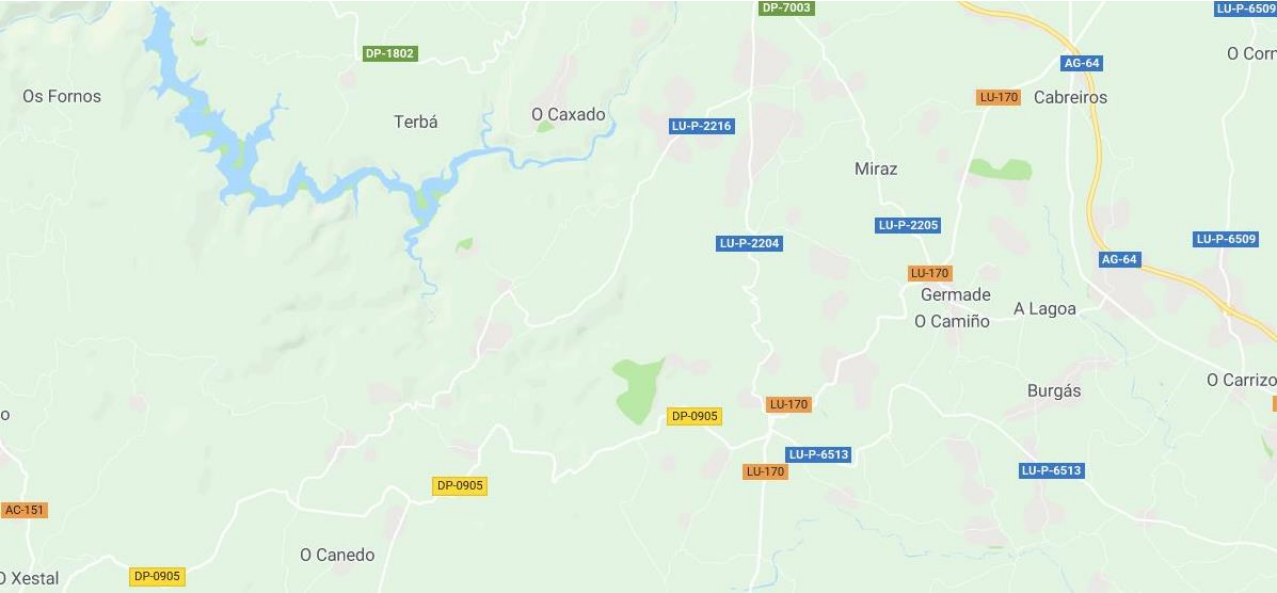 DP-7003
LU-P-6509
DP-1802
O Corr
AG-64
Os Fornos
LU-170
Cabreiros
O Caxado
Terbá
LU-P-2216
Miraz
LU-P-2205
LU-P-2204
LU-P-6509
AG-64
LU-170
Germade
A Lagoa
O Camiño
O Carrizo
Burgás
LU-170
o
DP-0905
LU-P-6513
LU-170
LU-P-6513
DP-0905
AC-151
O Canedo
DP-0905
O Xestal